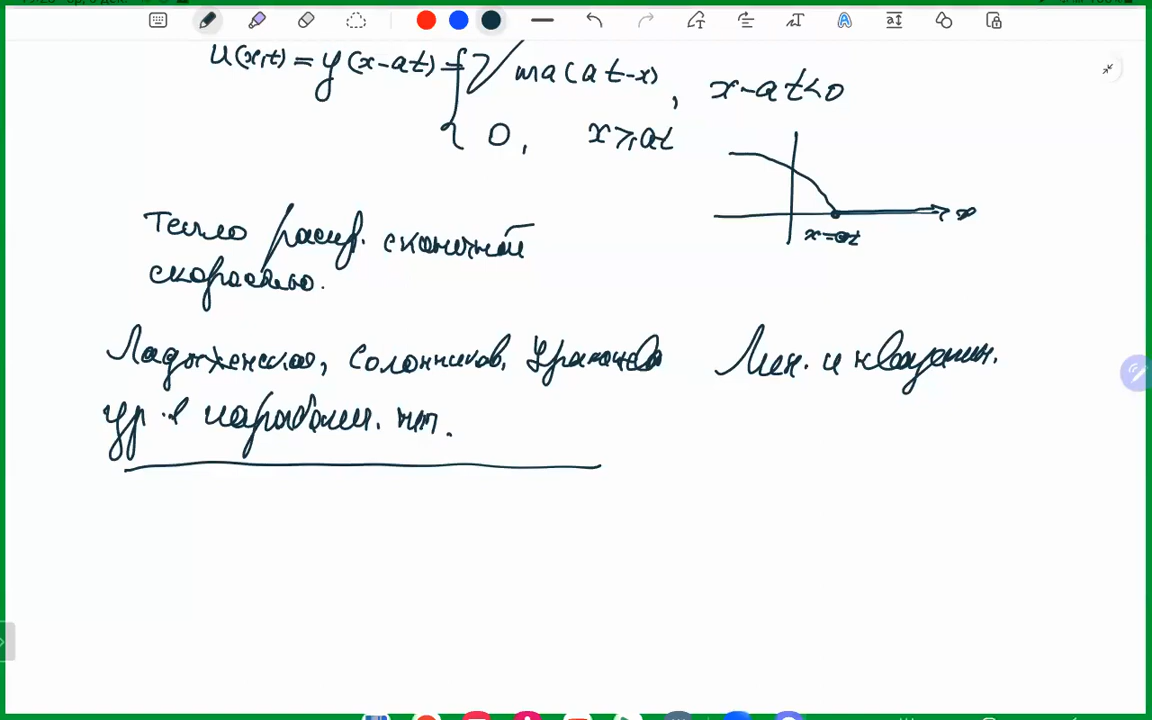 u(x,t) = y(x-at) = { √ ma(at-x) , x-at<0
0, x⩾at
x
x=at
Тепло распр. с конечной
скоростью.
Ладыженская, Солонников, Уральцева Лин. и квазилин.
ур-я параболич. тип.